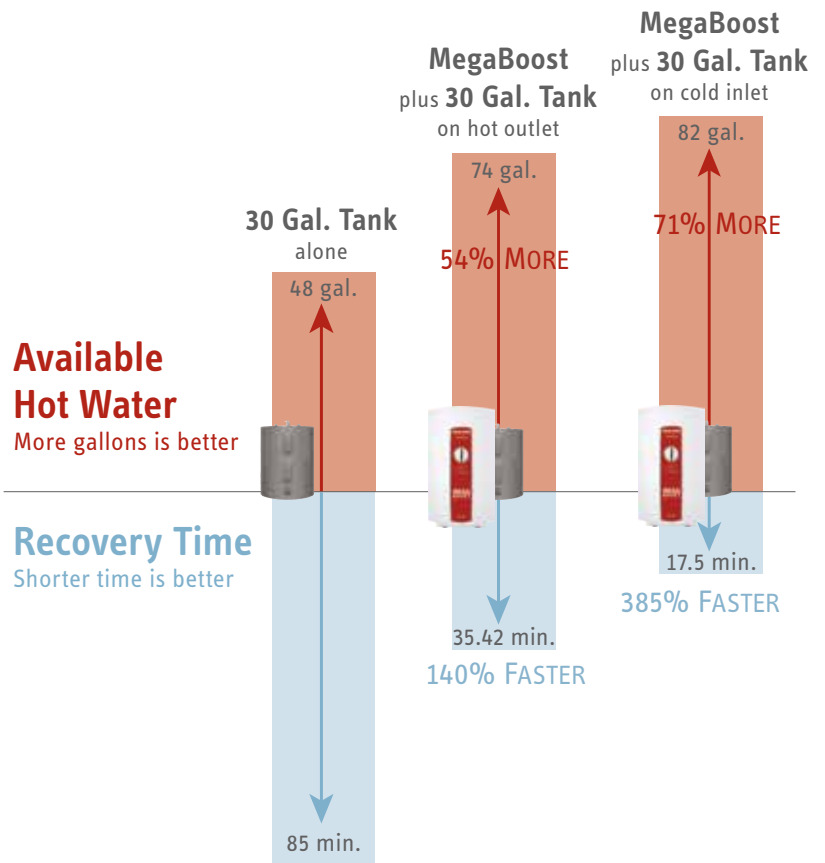 MegaBoost
plus 30 Gal. Tank
on cold inlet
82 gal.
71% MORE
MegaBoost
plus 30 Gal. Tank
on hot outlet
74 gal.
54% MORE
30 Gal. Tank
alone
48 gal.
Available
Hot Water
More gallons is better
Recovery Time
Shorter time is better
17.5 min.
385% FASTER
35.42 min.
140% FASTER
85 min.